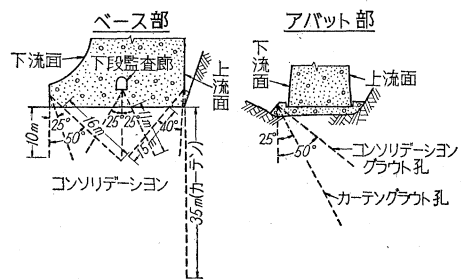 ベース部
下流面
下段監査廊
上流面
10m
25°
50°
16m
25°
25°
15m
40°
コンソリデーション
35m(カーテン)
アバット部
下流面
上流面
25°
50°
コンソリデーション
グラウト孔
カーテングラウト孔